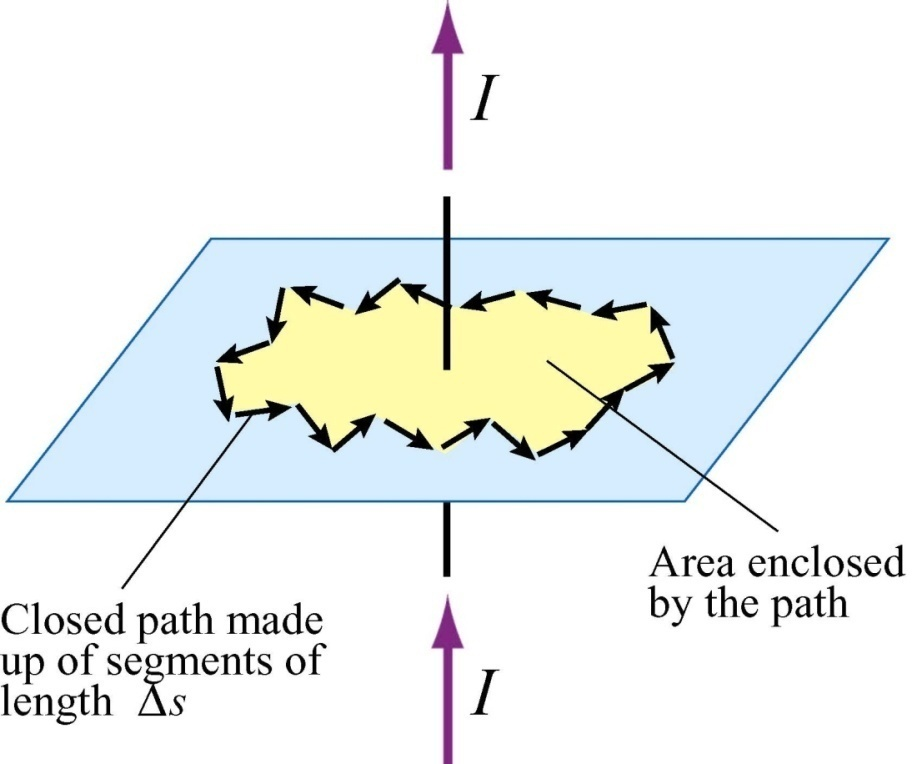 I
Area enclosed
by the path
Closed path made
up of segments of
length Δs
I